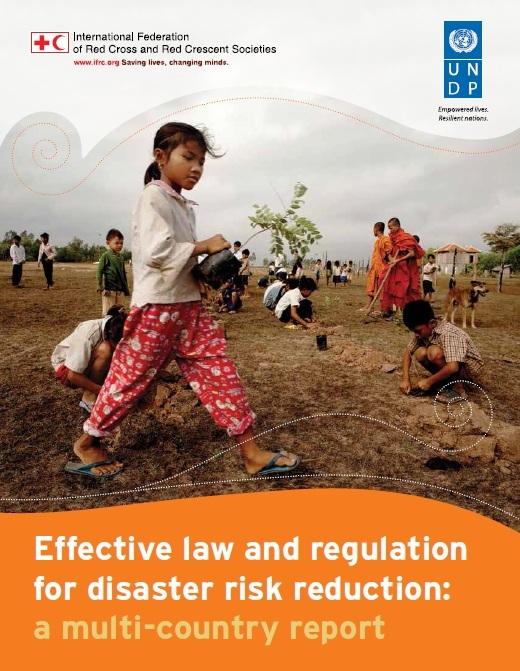 International Federation
of Red Cross and Red Crescent Societies
www.ifrc.org Saving lives, changing minds.
U N
D P
Empowered lives.
Resilient nations.
Effective law and regulation
for disaster risk reduction:
a multi-country report